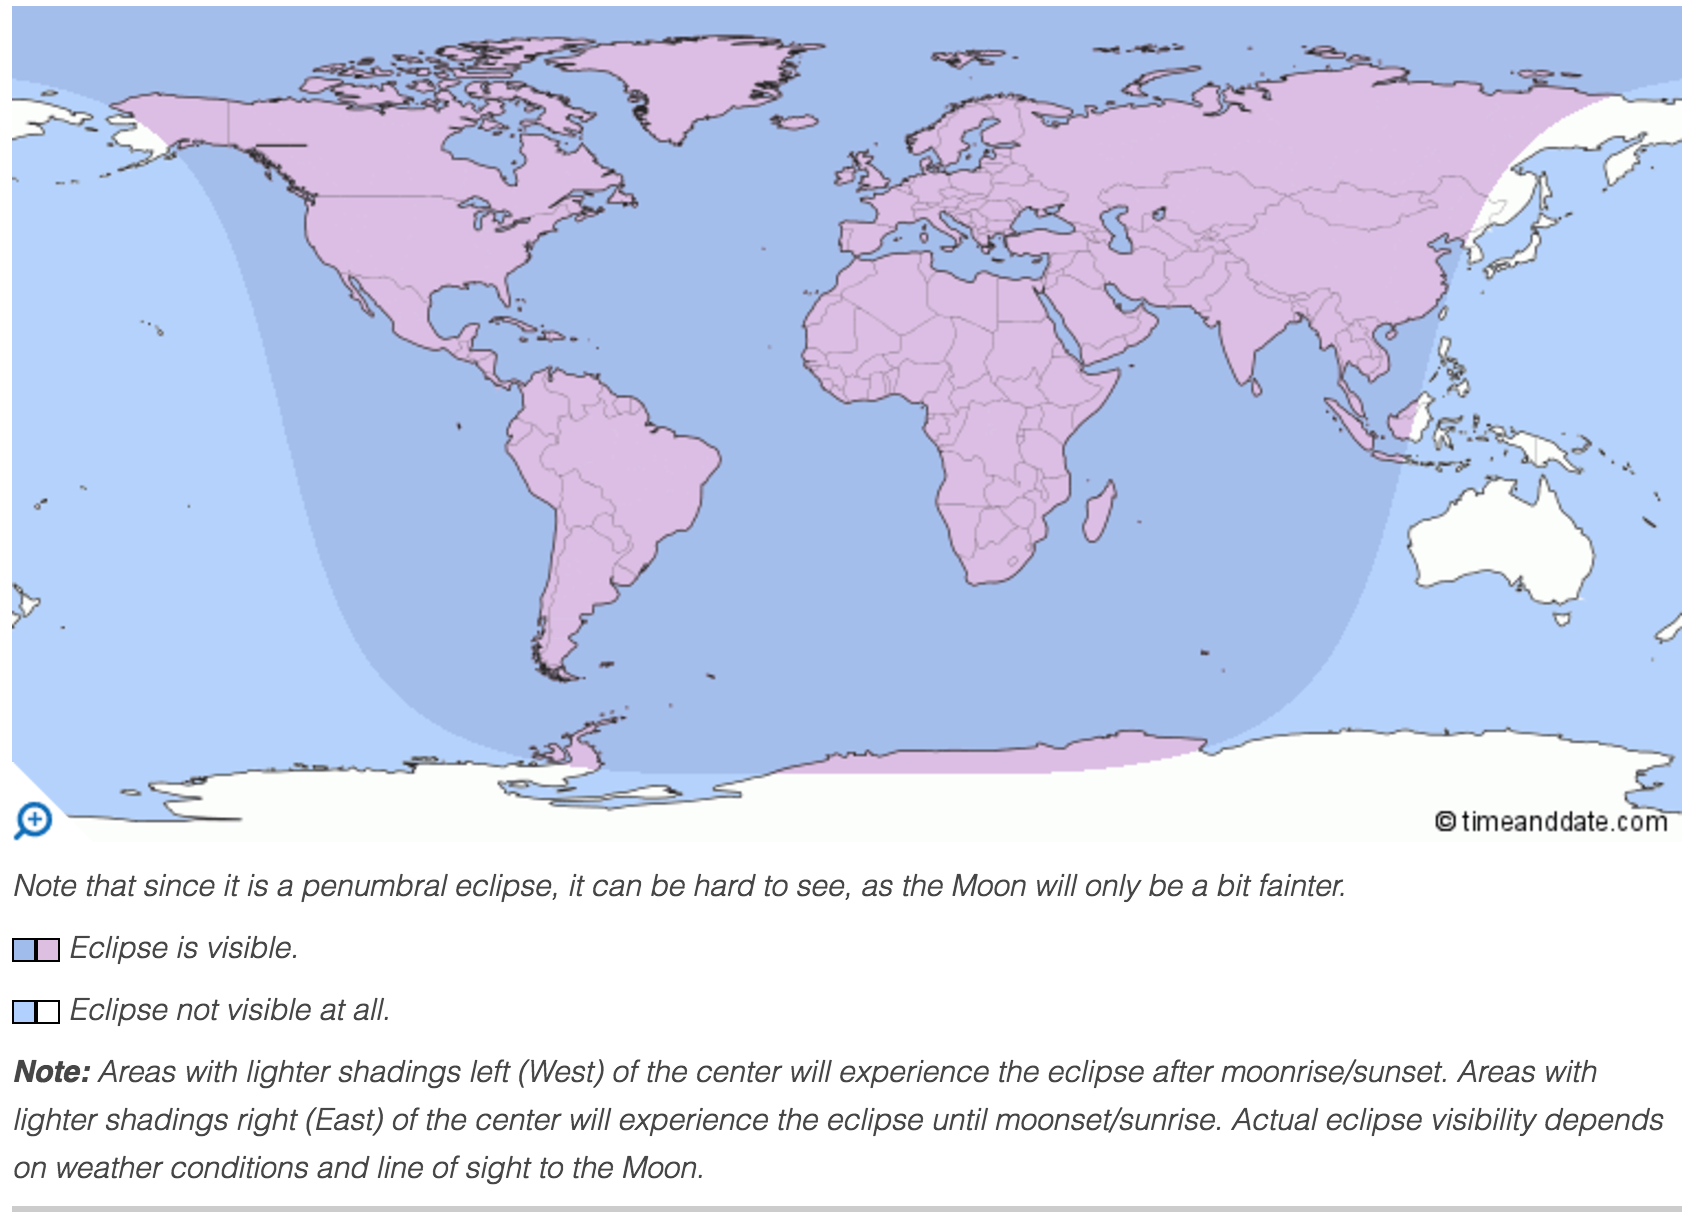 © timeanddate.com
Note that since it is a penumbral eclipse, it can be hard to see, as the Moon will only be a bit fainter.
Eclipse is visible.
Eclipse not visible at all.
Note: Areas with lighter shadings left (West) of the center will experience the eclipse after moonrise/sunset. Areas with
lighter shadings right (East) of the center will experience the eclipse until moonset/sunrise. Actual eclipse visibility depends
on weather conditions and line of sight to the Moon.